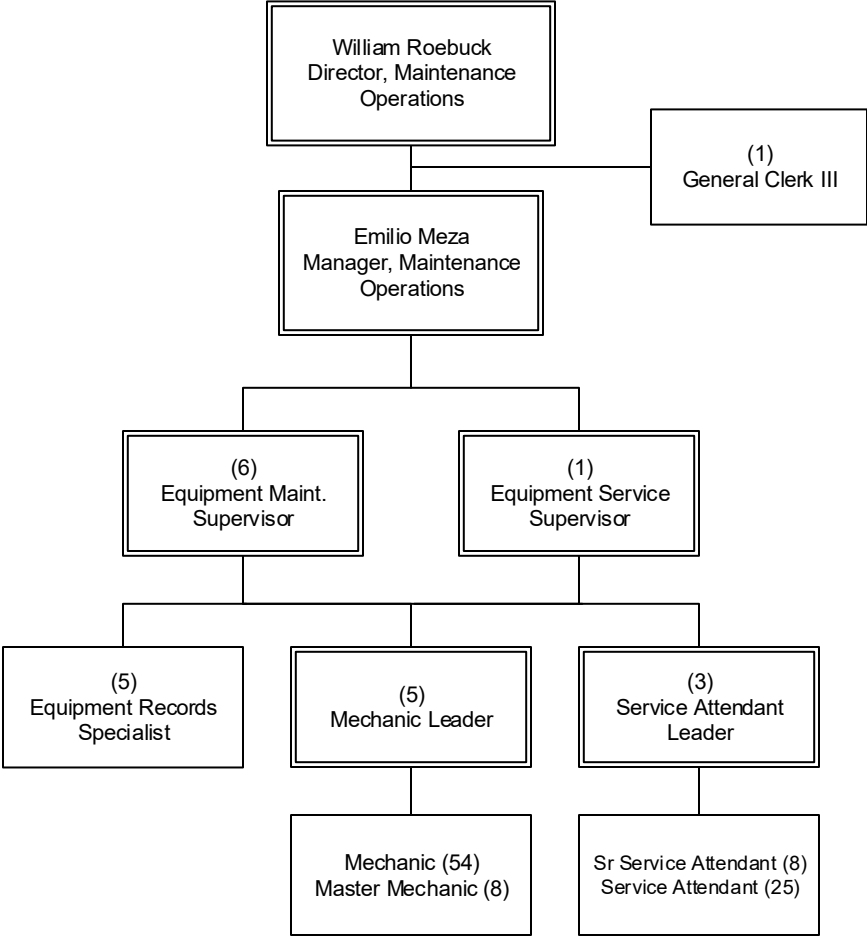 William Roebuck
Director, Maintenance
Operations
(1)
General Clerk III
Emilio Meza
Manager, Maintenance
Operations
(6)
Equipment Maint.
Supervisor
(1)
Equipment Service
Supervisor
(5)
Equipment Records
Specialist
(5)
Mechanic Leader
(3)
Service Attendant
Leader
Mechanic (54)
Master Mechanic (8)
Sr Service Attendant (8)
Service Attendant (25)